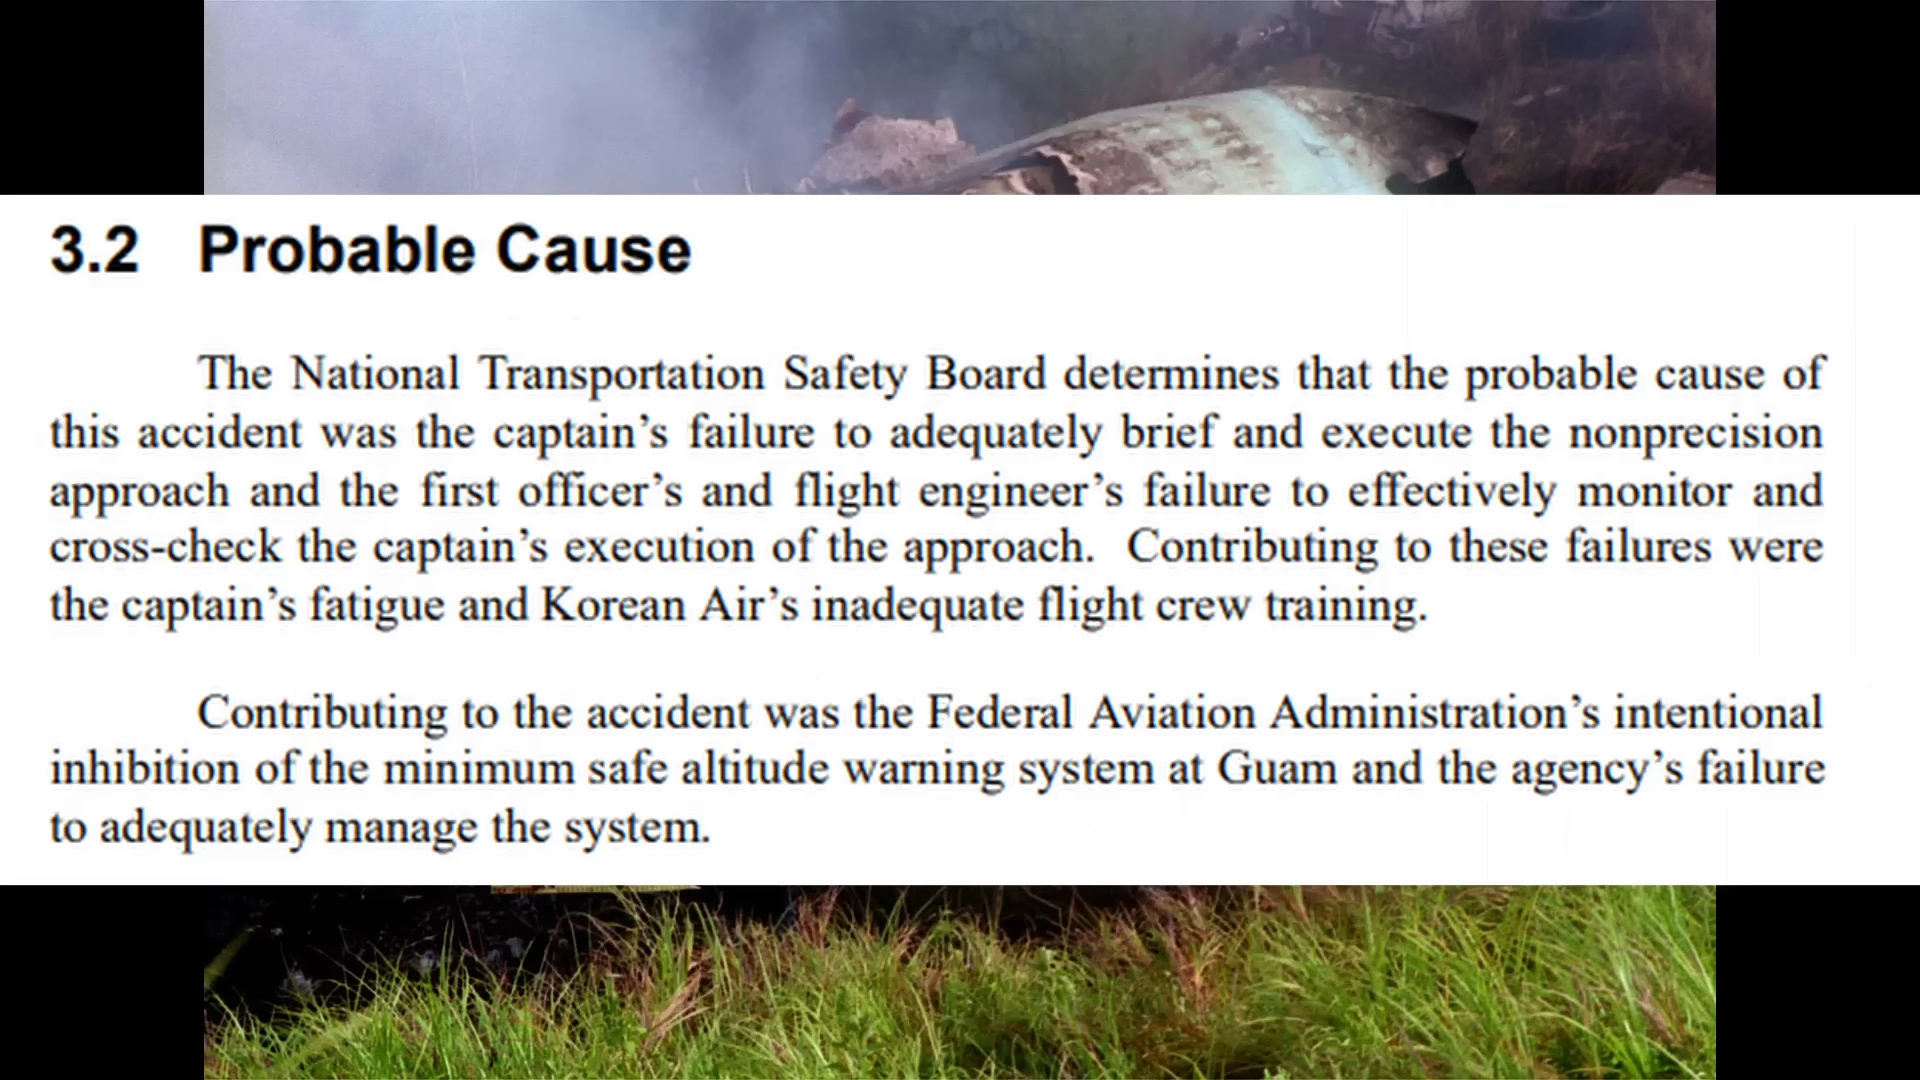 3.2 Probable Cause
The National Transportation Safety Board determines that the probable cause of
this accident was the captain’s failure to adequately brief and execute the nonprecision
approach and the first officer’s and flight engineer’s failure to effectively monitor and
cross-check the captain’s execution of the approach. Contributing to these failures were
the captain’s fatigue and Korean Air’s inadequate flight crew training.
Contributing to the accident was the Federal Aviation Administration’s intentional
inhibition of the minimum safe altitude warning system at Guam and the agency’s failure
to adequately manage the system.